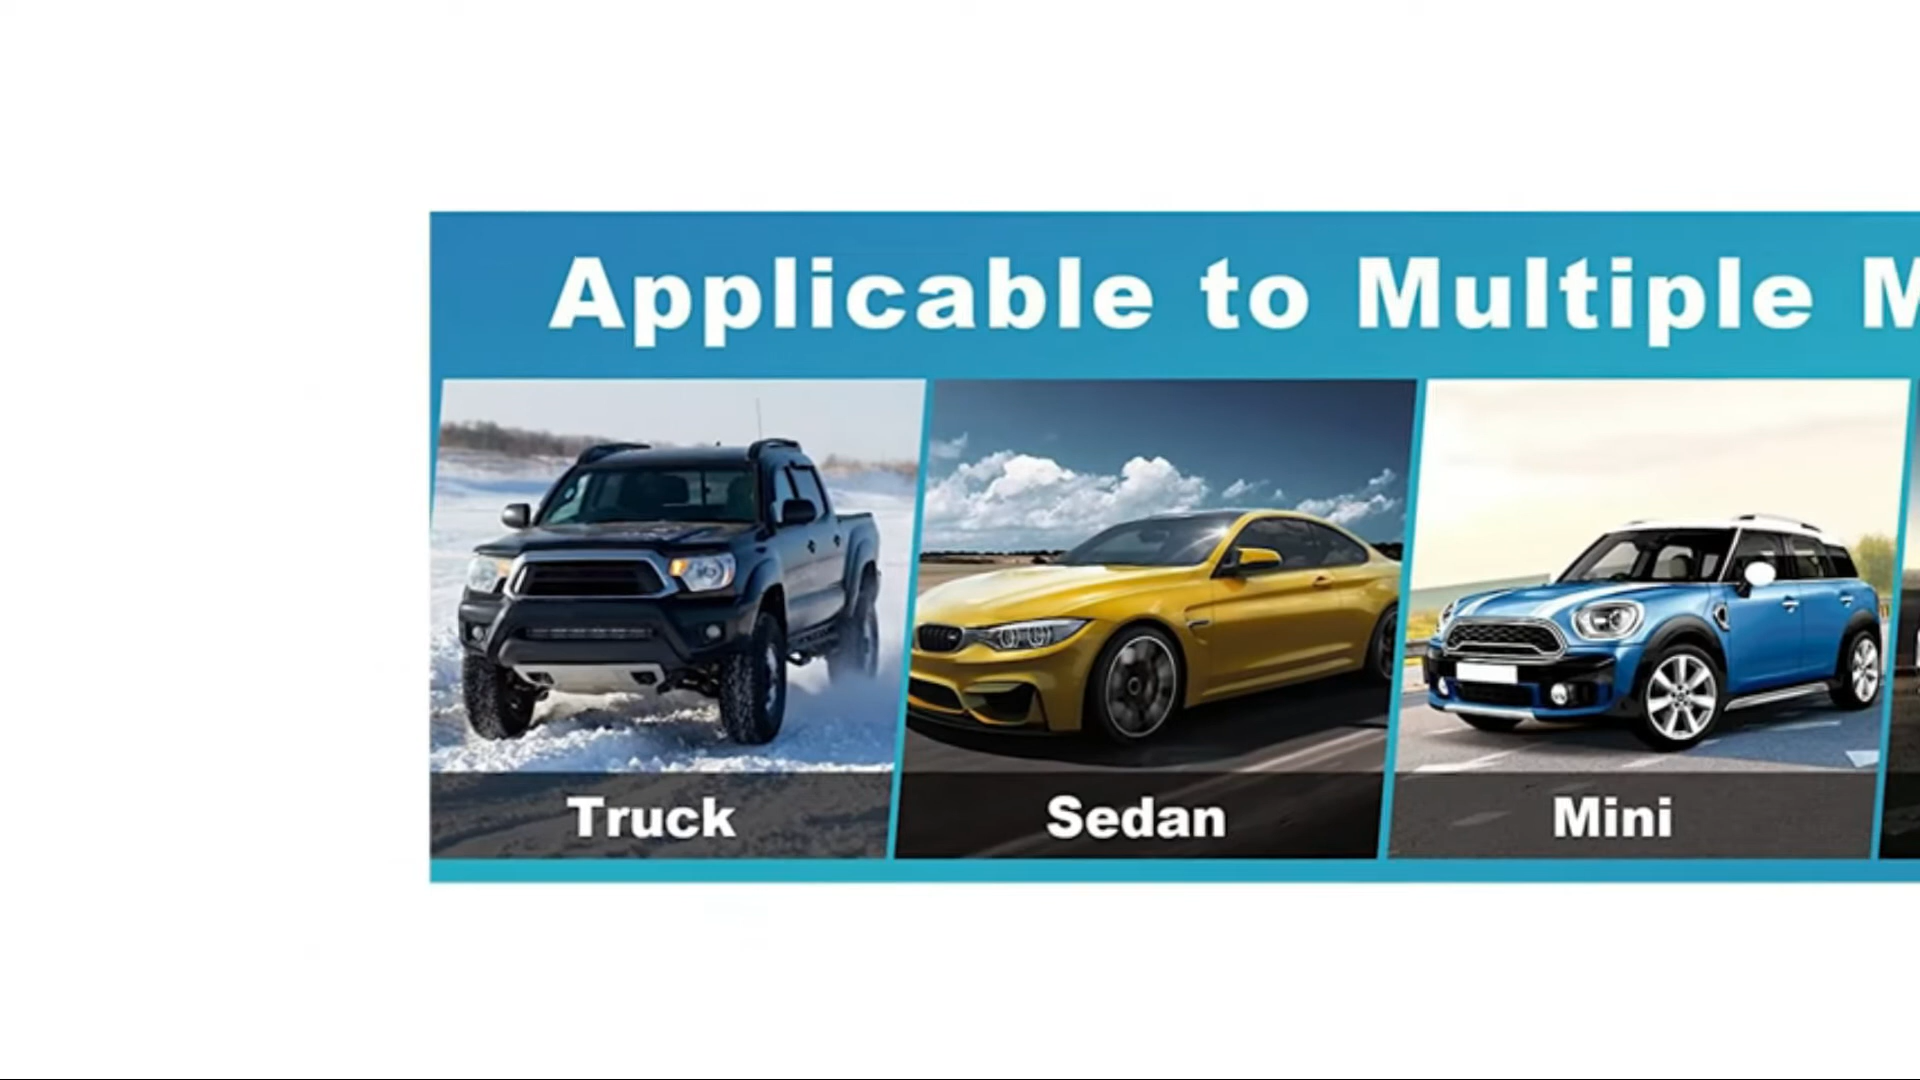 Applicable to Multiple
Truck
Sedan
Mini